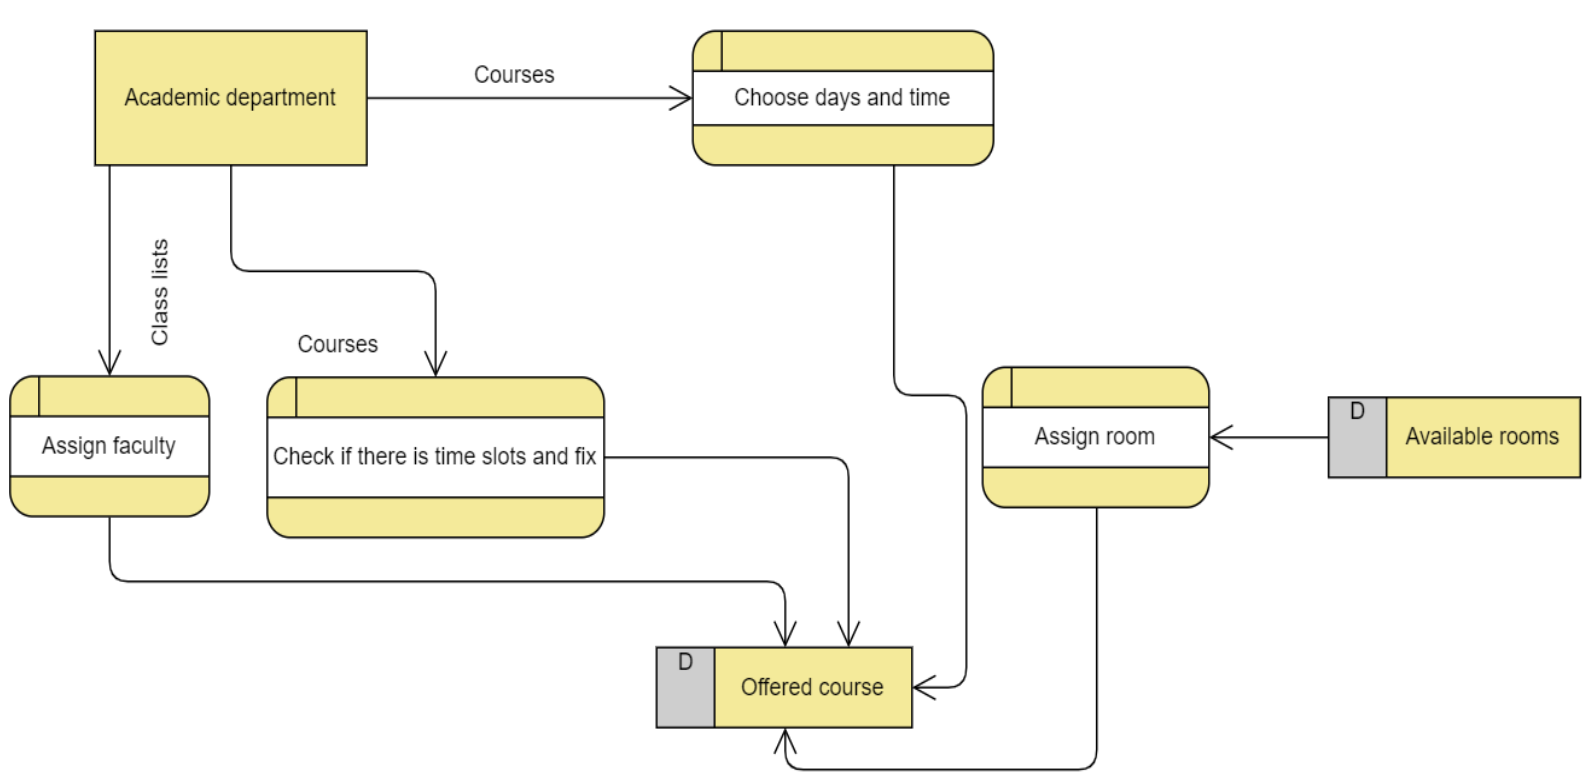 Academic department
Courses
Choose days and time
Class lists
Courses
Assign faculty
Check if there is time slots and fix
Assign room
D
Available rooms
D
Offered course